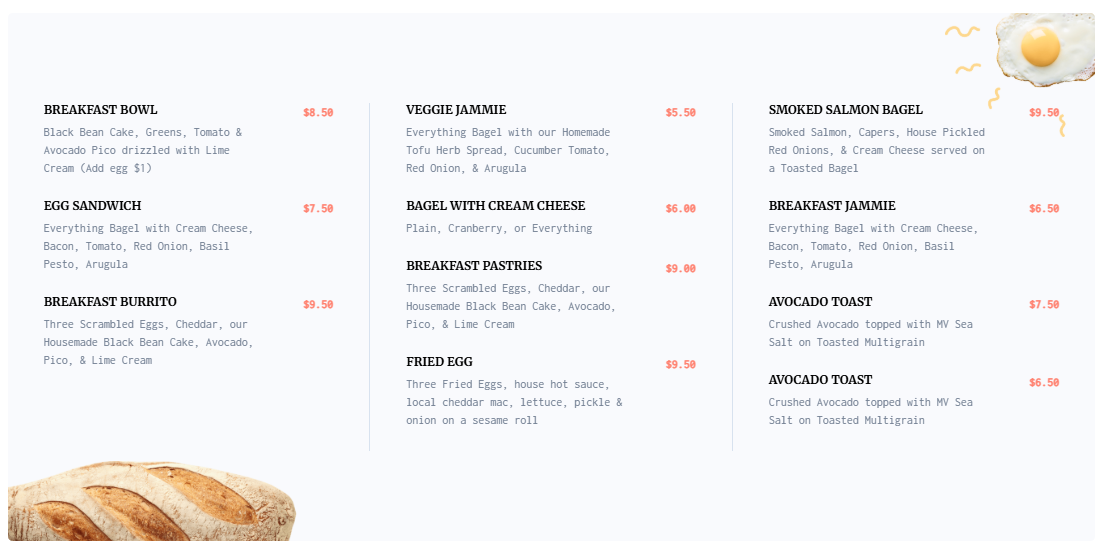 BREAKFAST BOWL $8.50
Black Bean Cake, Greens, Tomato &
Avocado Pico drizzled with Lime
Cream (Add egg $1)
EGG SANDWICH $7.50
Everything Bagel with Cream Cheese,
Bacon, Tomato, Red Onion, Basil
Pesto, Arugula
BREAKFAST BURRITO $9.50
Three Scrambled Eggs, Cheddar, our
Housemade Black Bean Cake, Avocado,
Pico, & Lime Cream
VEGGIE JAMMIE $5.50
Everything Bagel with our Homemade
Tofu Herb Spread, Cucumber Tomato,
Red Onion, & Arugula
BAGEL WITH CREAM CHEESE $6.00
Plain, Cranberry, or Everything
BREAKFAST PASTRIES $9.00
Three Scrambled Eggs, Cheddar, our
Housemade Black Bean Cake, Avocado,
Pico, & Lime Cream
FRIED EGG $9.50
Three Fried Eggs, house hot sauce,
local cheddar mac, lettuce, pickle &
onion on a sesame roll
SMOKED SALMON BAGEL $9.50
Smoked Salmon, Capers, House Pickled
Red Onions, & Cream Cheese served on
a Toasted Bagel
BREAKFAST JAMMIE $6.50
Everything Bagel with Cream Cheese,
Bacon, Tomato, Red Onion, Basil
Pesto, Arugula
AVOCADO TOAST $7.50
Crushed Avocado topped with MV Sea
Salt on Toasted Multigrain
AVOCADO TOAST $6.50
Crushed Avocado topped with MV Sea
Salt on Toasted Multigrain